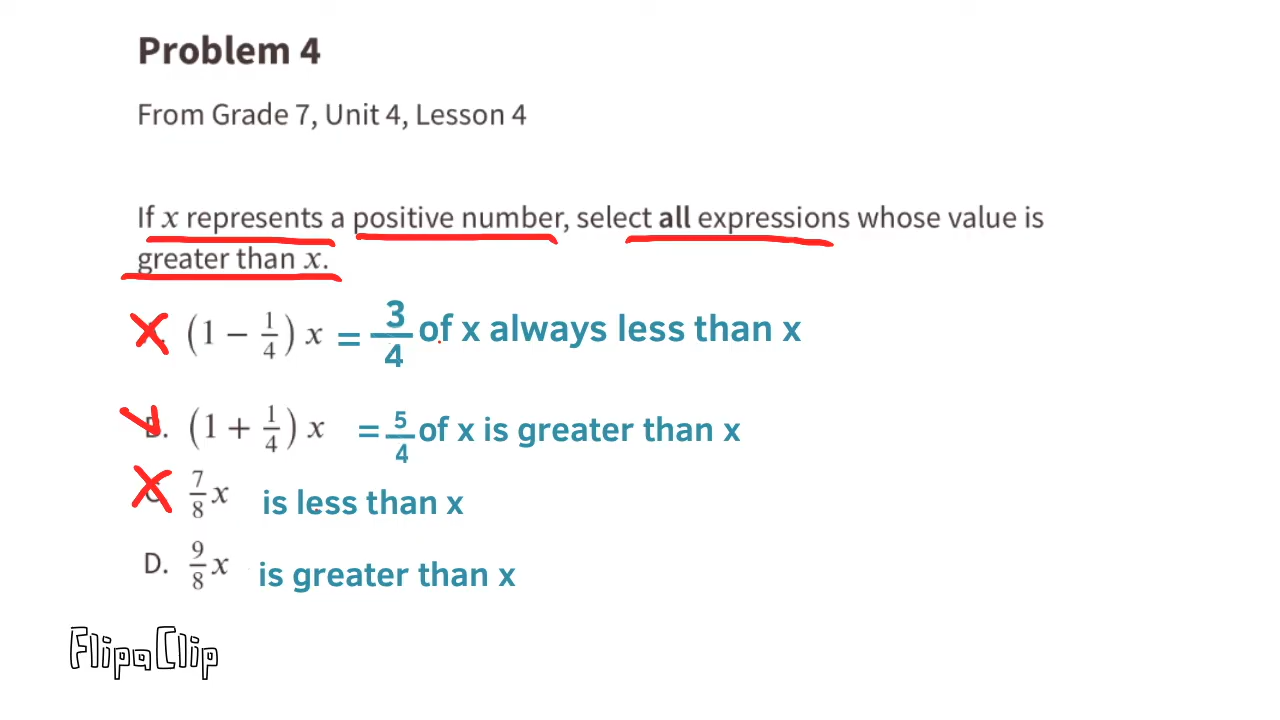 Problem 4
From Grade 7, Unit 4, Lesson 4
If x represents a positive number, select all expressions whose value is
greater than x.
(1 − 1/4) x = 3/4 of x always less than x
B. (1 + 1/4) x = 5/4 of x is greater than x
C 7/8 x is less than x
D. 9/8 x is greater than x
FlipaClip